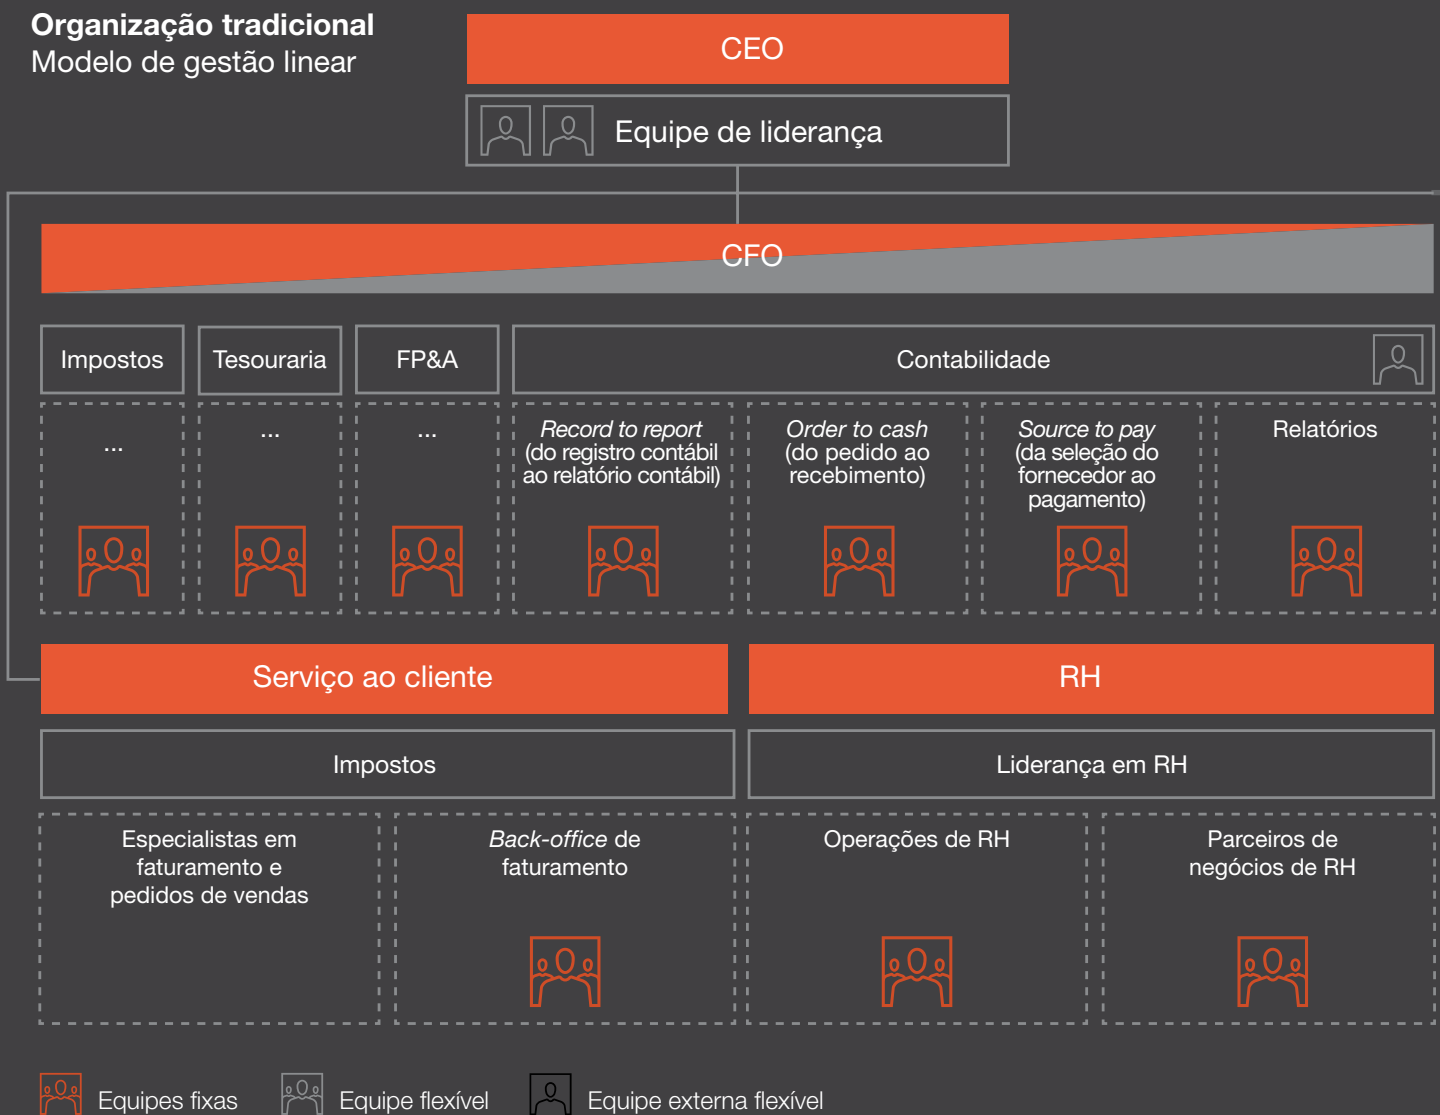 Organização tradicional
Modelo de gestão linear
CEO
Equipe de liderança
CFO
Impostos
Tesouraria
FP&A
Contabilidade
...
...
...
Record to report
(do registro contábil
ao relatório contábil)
Order to cash
(do pedido ao
recebimento)
Source to pay
(da seleção do
fornecedor ao
pagamento)
Relatórios
Serviço ao cliente
RH
Impostos
Liderança em RH
Especialistas em
faturamento e
pedidos de vendas
Back-office de
faturamento
Operações de RH
Parceiros de
negócios de RH
Equipes fixas
Equipe flexível
Equipe externa flexível